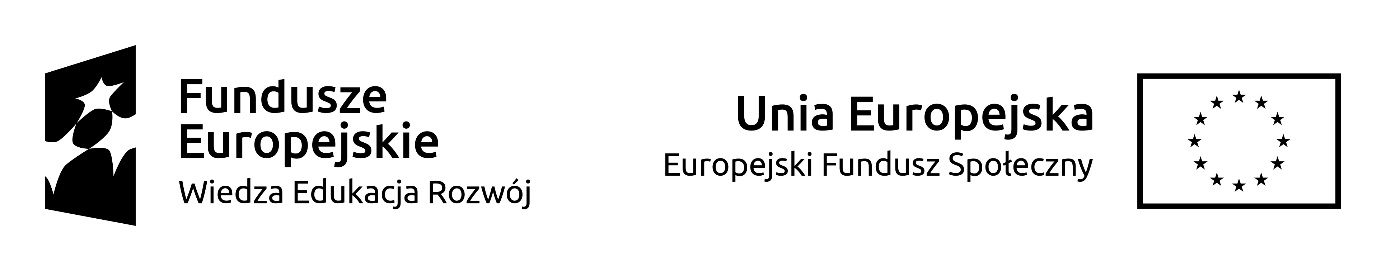 Fundusze
Europejskie
Wiedza Edukacja Rozwój
Unia Europejska
Europejski Fundusz Społeczny